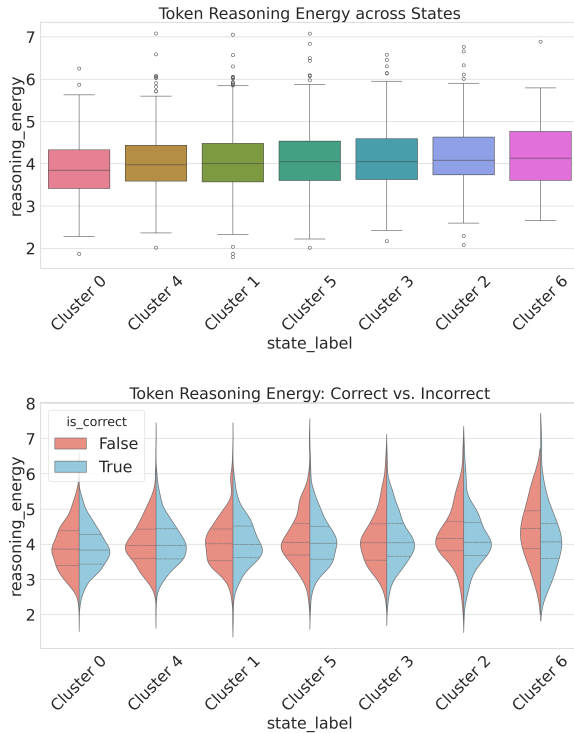 Token Reasoning Energy across States
7
6
5
4
3
2
reasoning_energy
Cluster 0
Cluster 4
Cluster 1
Cluster 5
Cluster 3
Cluster 2
Cluster 6
state_label
Token Reasoning Energy: Correct vs. Incorrect
8
7
6
5
4
3
2
reasoning_energy
is_correct
False
True
Cluster 0
Cluster 4
Cluster 1
Cluster 5
Cluster 3
Cluster 2
Cluster 6
state_label